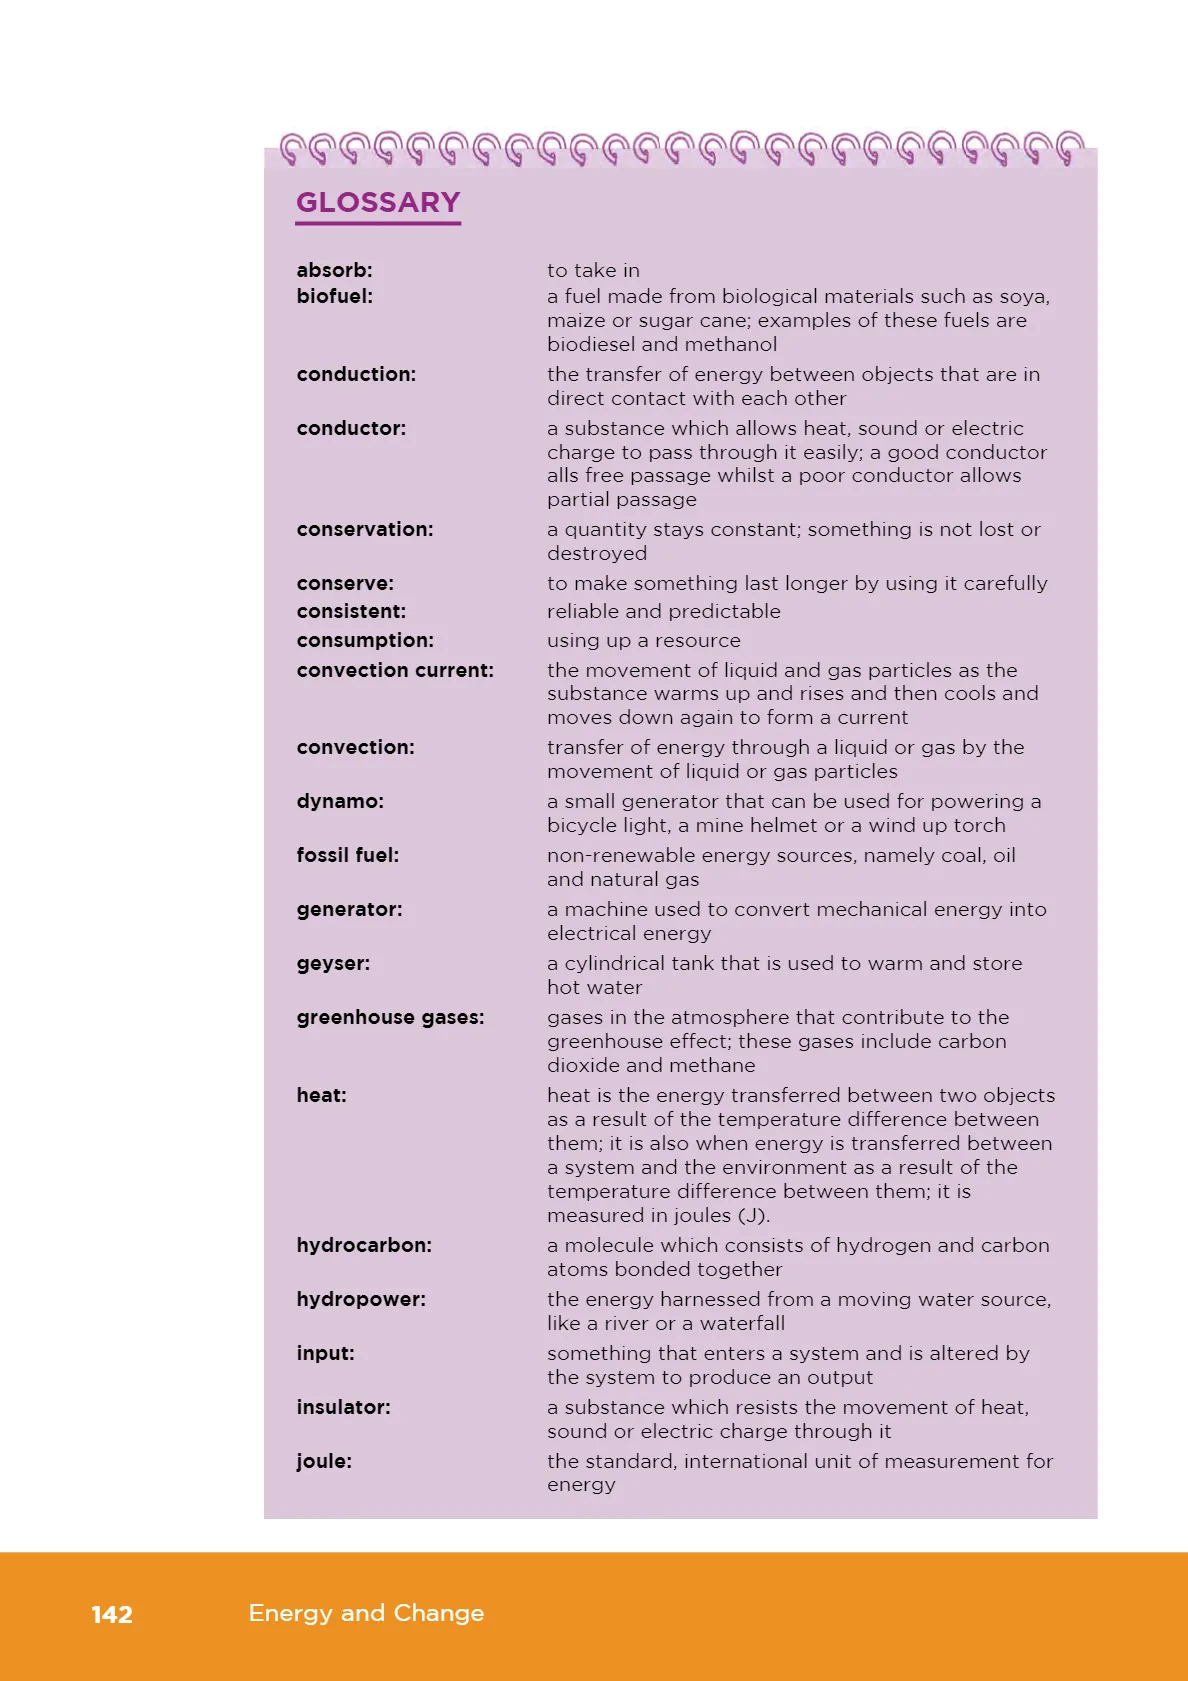 GLOSSARY
absorb: to take in
biofuel: a fuel made from biological materials such as soya,
maize or sugar cane; examples of these fuels are
biodiesel and methanol
conduction: the transfer of energy between objects that are in
direct contact with each other
conductor: a substance which allows heat, sound or electric
charge to pass through it easily; a good conductor
alls free passage whilst a poor conductor allows
partial passage
conservation: a quantity stays constant; something is not lost or
destroyed
conserve: to make something last longer by using it carefully
consistent: reliable and predictable
consumption: using up a resource
convection current: the movement of liquid and gas particles as the
substance warms up and rises and then cools and
moves down again to form a current
convection: transfer of energy through a liquid or gas by the
movement of liquid or gas particles
dynamo: a small generator that can be used for powering a
bicycle light, a mine helmet or a wind up torch
fossil fuel: non-renewable energy sources, namely coal, oil
and natural gas
generator: a machine used to convert mechanical energy into
electrical energy
geyser: a cylindrical tank that is used to warm and store
hot water
greenhouse gases: gases in the atmosphere that contribute to the
greenhouse effect; these gases include carbon
dioxide and methane
heat: heat is the energy transferred between two objects
as a result of the temperature difference between
them; it is also when energy is transferred between
a system and the environment as a result of the
temperature difference between them; it is
measured in joules (J).
hydrocarbon: a molecule which consists of hydrogen and carbon
atoms bonded together
hydropower: the energy harnessed from a moving water source,
like a river or a waterfall
input: something that enters a system and is altered by
the system to produce an output
insulator: a substance which resists the movement of heat,
sound or electric charge through it
joule: the standard, international unit of measurement for
energy
142 Energy and Change